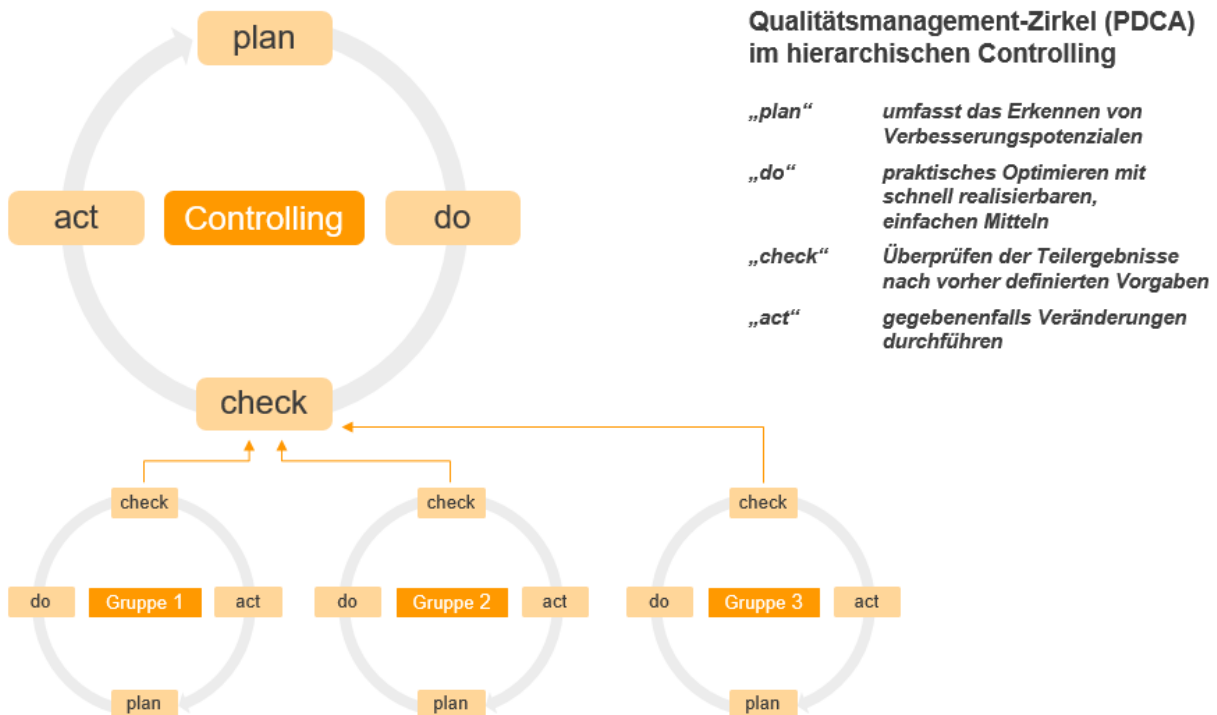 plan
act
Controlling
do
check
Qualitätsmanagement-Zirkel (PDCA)
im hierarchischen Controlling
„plan“ umfasst das Erkennen von
Verbesserungspotenzialen
„do“ praktisches Optimieren mit
schnell realisierbaren,
einfachen Mitteln
„check“ Überprüfen der Teilergebnisse
nach vorher definierten Vorgaben
„act“ gegebenenfalls Veränderungen
durchführen
check
do
Gruppe 1
act
plan
check
do
Gruppe 2
act
plan
check
do
Gruppe 3
act
plan